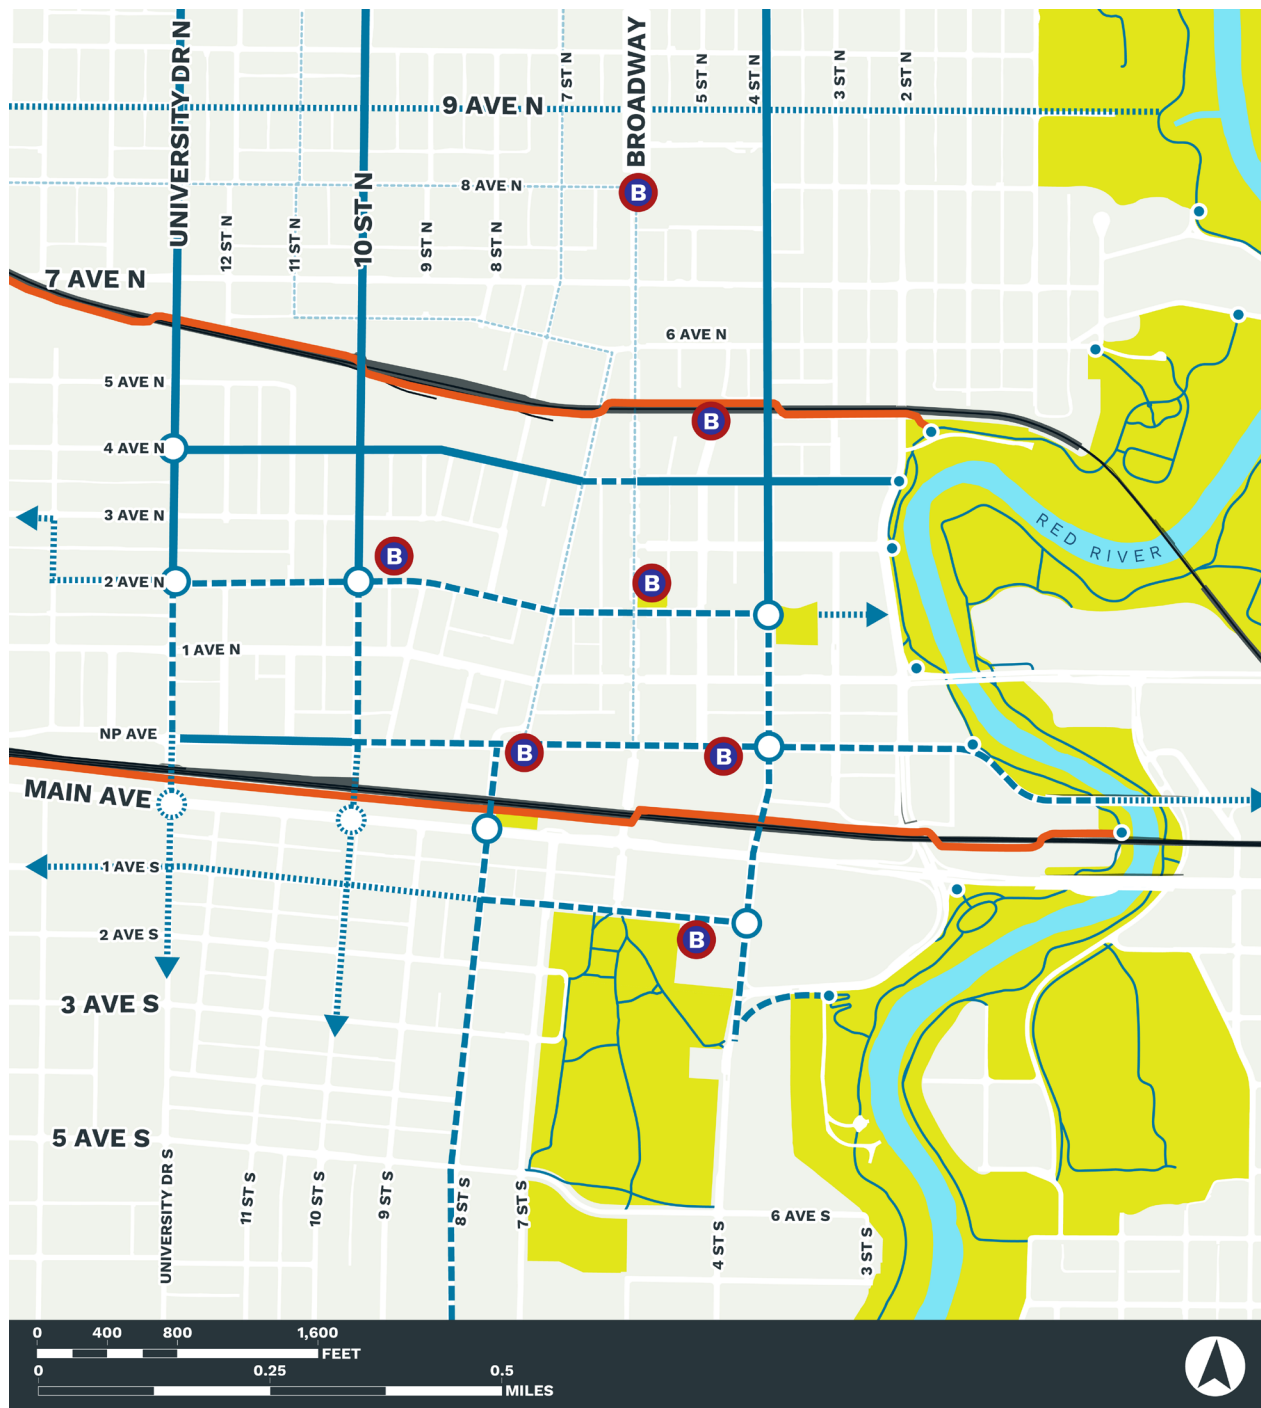 UNIVERSITY DR N
BROADWAY
7 ST N
5 ST N
4 ST N
3 ST N
2 ST N
9 AVE N
10 ST N
8 AVE N
B
12 ST N
11 ST N
9 ST N
8 ST N
7 AVE N
6 AVE N
5 AVE N
B
4 AVE N
3 AVE N
RED RIVER
B
2 AVE N
B
1 AVE N
NP AVE
B
B
MAIN AVE
1 AVE S
2 AVE S
B
3 AVE S
5 AVE S
UNIVERSITY DR S
11 ST S
10 ST S
9 ST S
8 ST S
7 ST S
4 ST S
6 AVE S
3 ST S
0 400 800 1,600
FEET
0 0.25 0.5
MILES